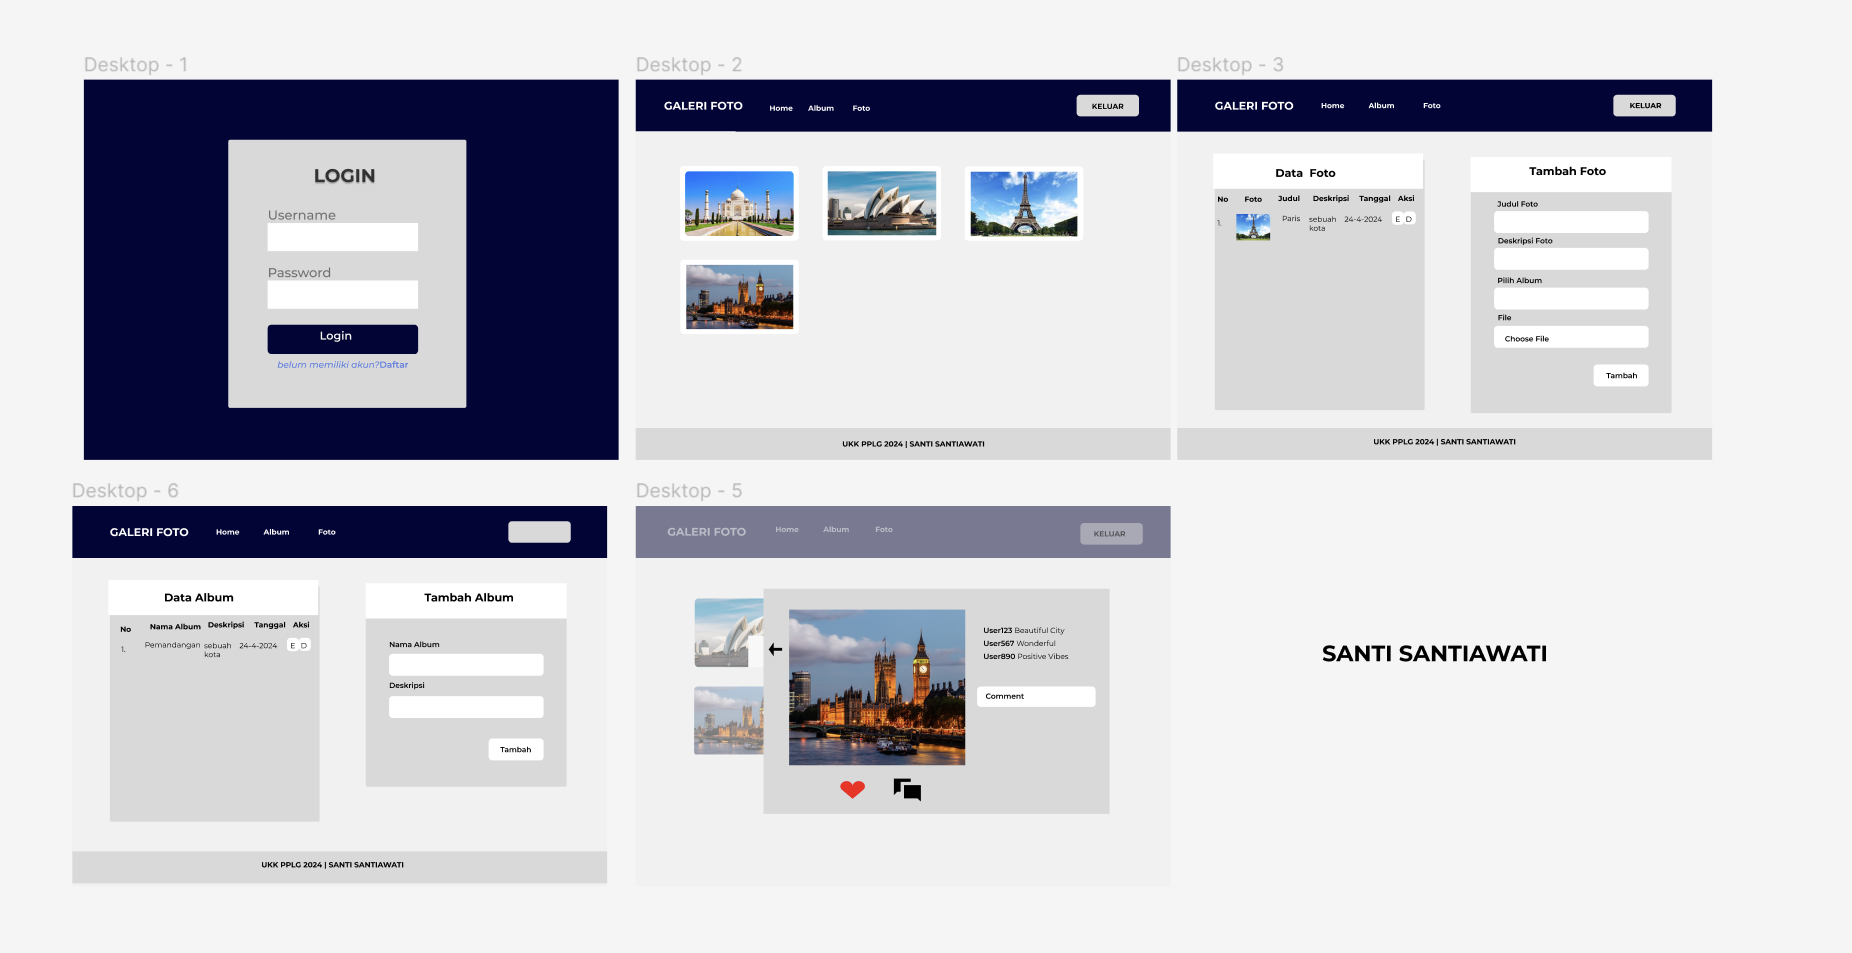 Desktop - 1
LOGIN
Username
Password
Login
belum memiliki akun?Daftar
Desktop - 2
GALERI FOTO Home Album Foto KELUAR
UKK PPLG 2024 | SANTI SANTIAWATI
Desktop - 3
GALERI FOTO Home Album Foto KELUAR
Data Foto
No Foto Judul Deskripsi Tanggal Aksi
1. Paris sebuah 24-4-2024 E D
kota
Tambah Foto
Judul Foto
Deskripsi Foto
Pilih Album
File
Choose File
Tambah
UKK PPLG 2024 | SANTI SANTIAWATI
Desktop - 6
GALERI FOTO Home Album Foto
Data Album
No Nama Album Deskripsi Tanggal Aksi
1. Pemandangan sebuah 24-4-2024 E D
kota
Tambah Album
Nama Album
Deskripsi
Tambah
UKK PPLG 2024 | SANTI SANTIAWATI
Desktop - 5
GALERI FOTO Home Album Foto KELUAR
User123 Beautiful City
User567 Wonderful
User890 Positive Vibes
Comment
SANTI SANTIAWATI